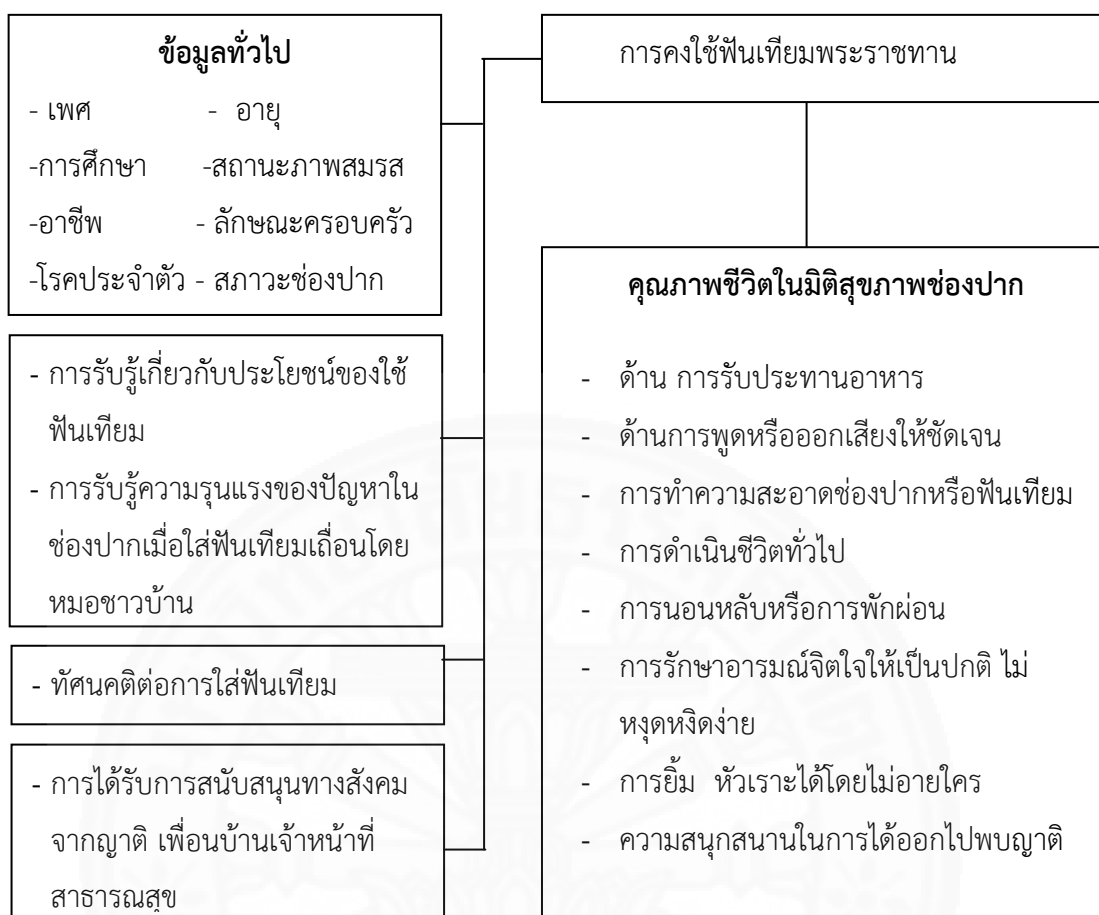 ข้อมูลทั่วไป
- เพศ - อายุ
-การศึกษา -สถานะภาพสมรส
-อาชีพ - ลักษณะครอบครัว
-โรคประจำตัว - สภาวะช่องปาก
- การรับรู้เกี่ยวกับประโยชน์ของใช้
ฟันเทียม
- การรับรู้ความรุนแรงของปัญหาใน
ช่องปากเมื่อใส่ฟันเทียมเถื่อนโดย
หมอชาวบ้าน
- ทัศนคติต่อการใส่ฟันเทียม
- การได้รับการสนับสนุนทางสังคม
จากญาติ เพื่อนบ้านเจ้าหน้าที่
สาธารณสุข
การคงใช้ฟันเทียมพระราชทาน
คุณภาพชีวิตในมิติสุขภาพช่องปาก
- ด้าน การรับประทานอาหาร
- ด้านการพูดหรือออกเสียงให้ชัดเจน
- การทำความสะอาดช่องปากหรือฟันเทียม
- การดำเนินชีวิตทั่วไป
- การนอนหลับหรือการพักผ่อน
- การรักษาอารมณ์จิตใจให้เป็นปกติ ไม่
หงุดหงิดง่าย
- การยิ้ม หัวเราะได้โดยไม่อายใคร
- ความสนุกสนานในการได้ออกไปพบญาติ